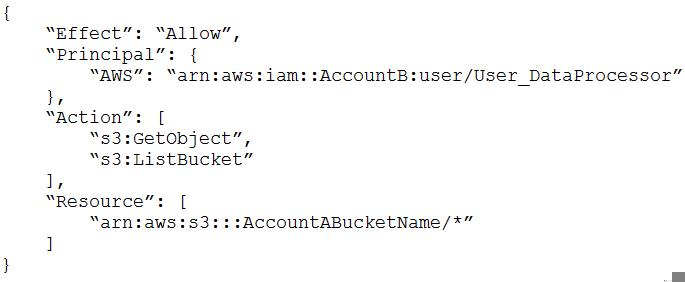 {
    “Effect”: “Allow”,
    “Principal”: {
        “AWS”: “arn:aws:iam::AccountB:user/User_DataProcessor”
    },
    “Action”: [
        “s3:GetObject”,
        “s3:ListBucket”
    ],
    “Resource”: [
        “arn:aws:s3:::AccountABucketName/*”
    ]
}